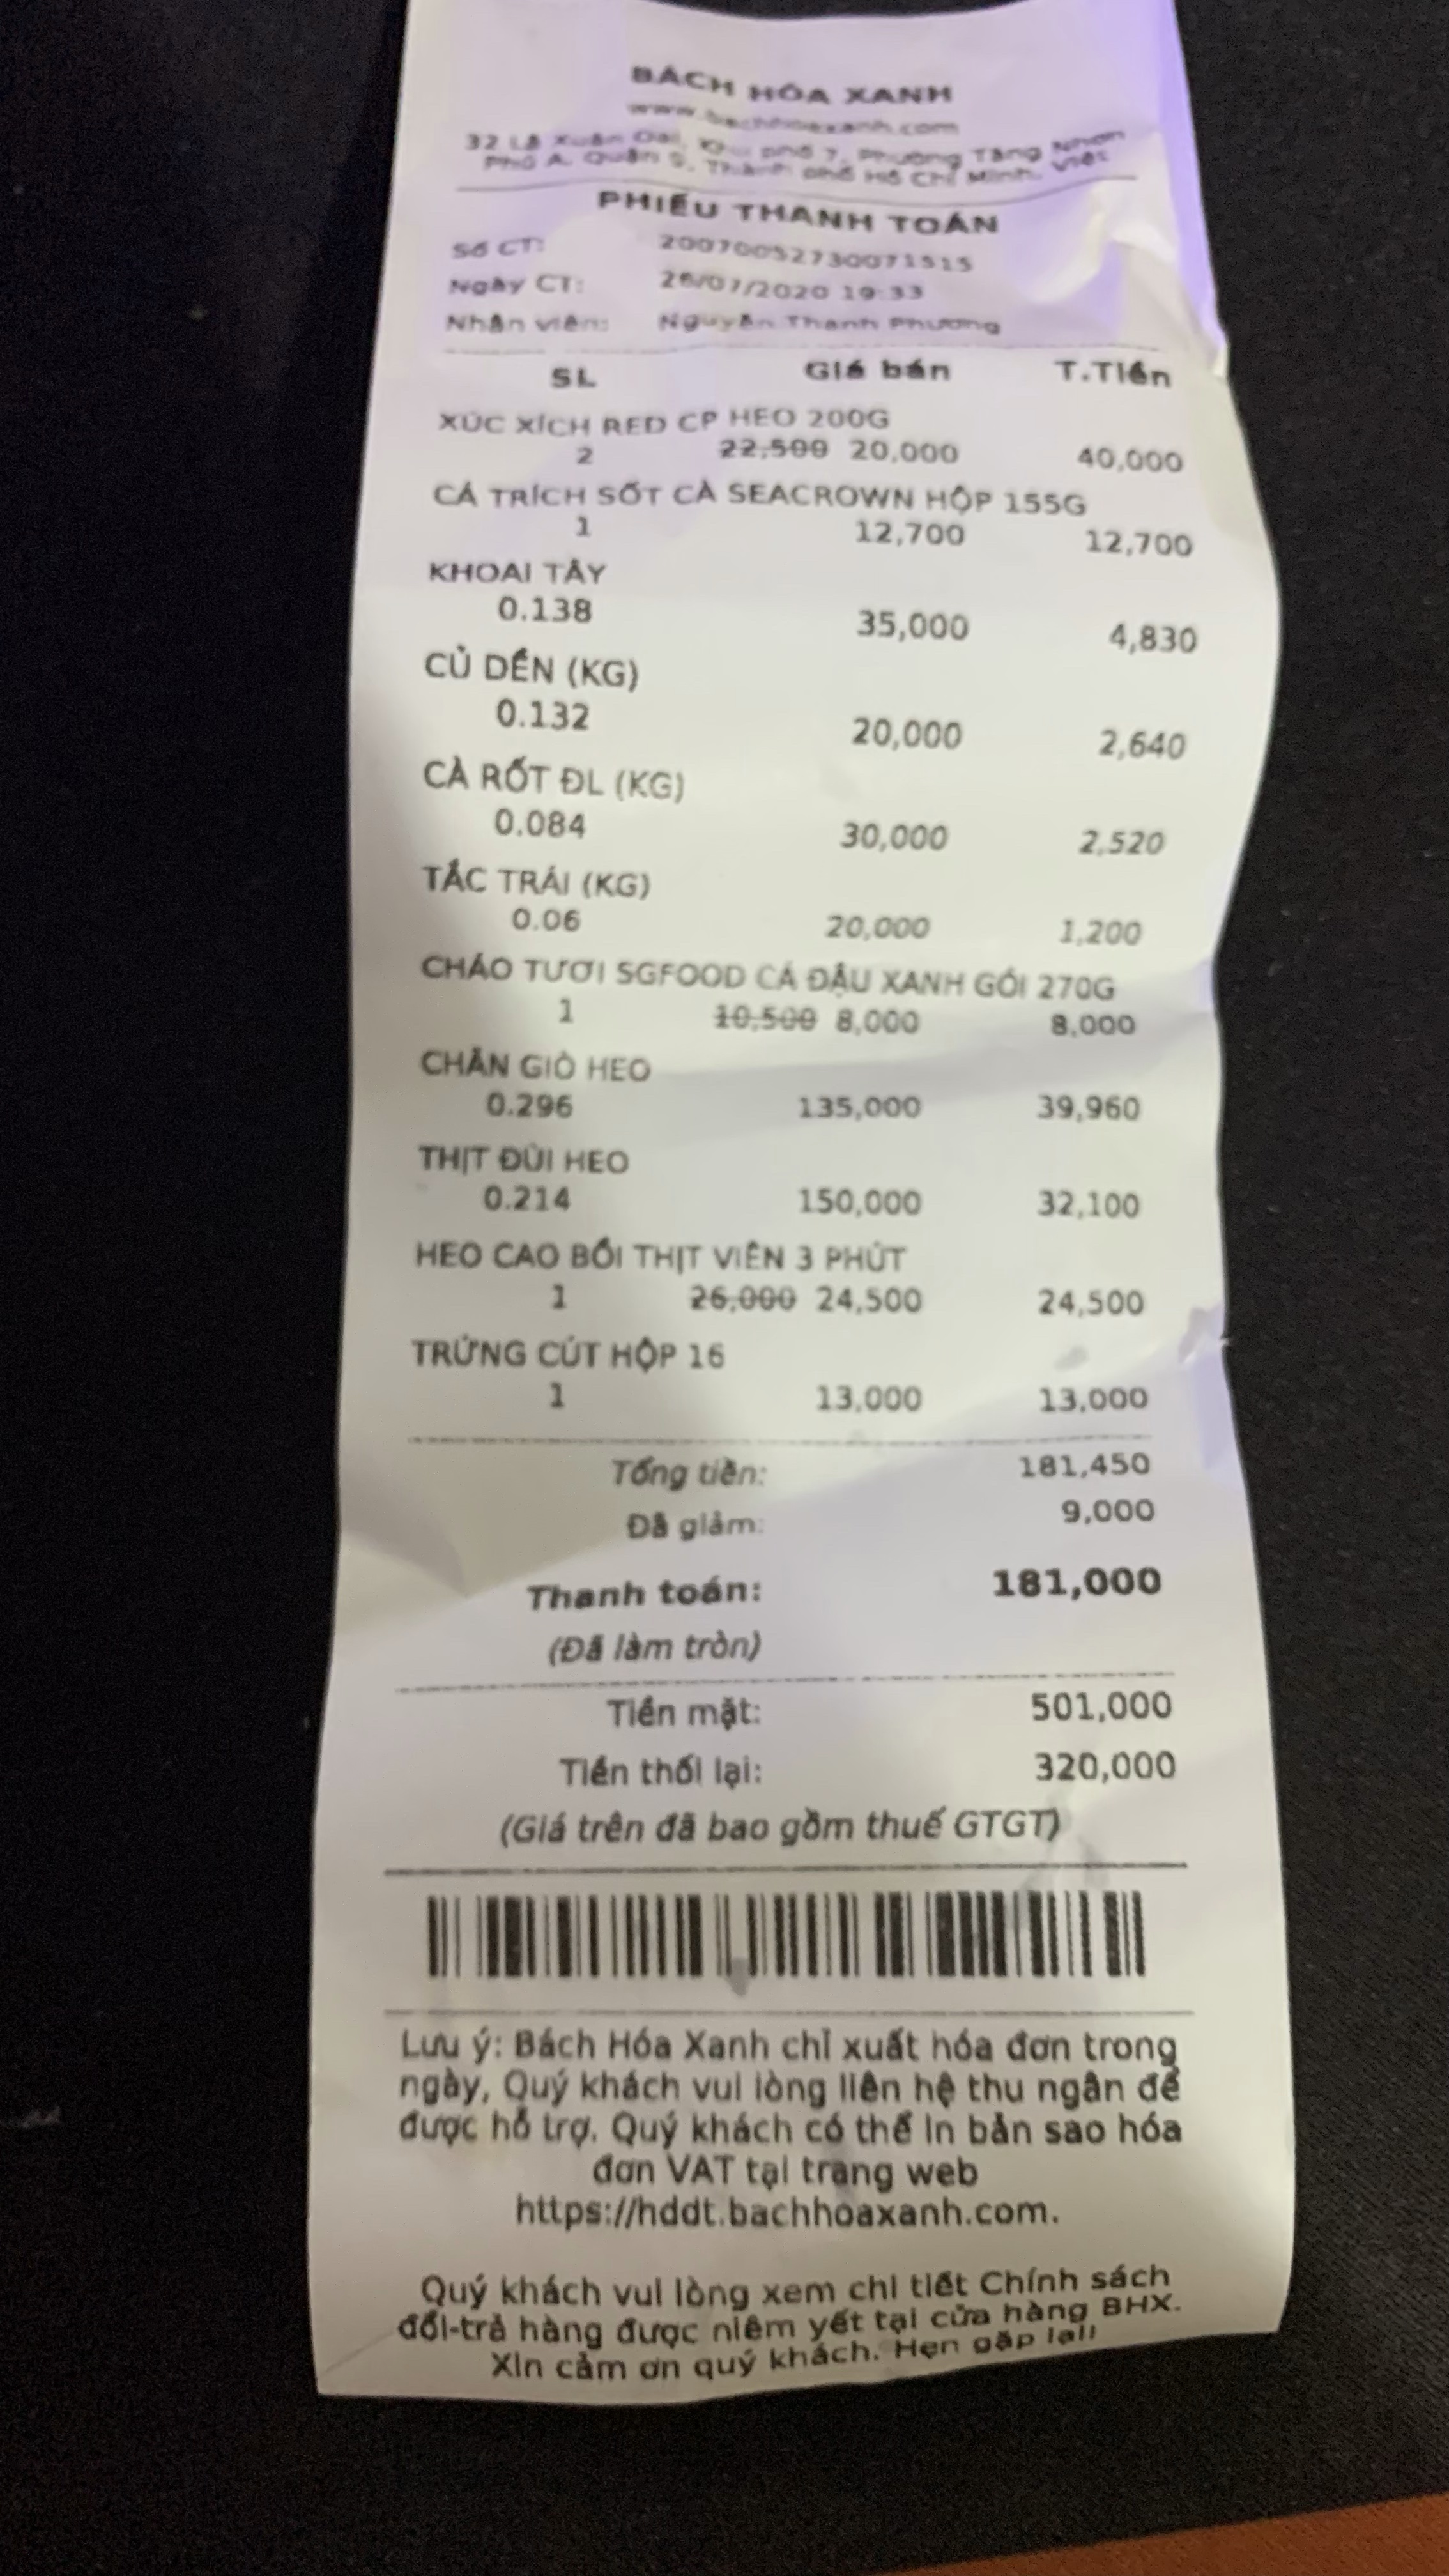 BÁCH HÓA XANH
www.bachhoaxanh.com
32 Lê Xuân Oai, Khu phố 7, Phường Tăng Nhơn
Phú A, Quận 9, Thành phố Hồ Chí Minh, Việt
PHIẾU THANH TOÁN
Số CT: 20070052730071515
Ngày CT: 26/07/2020 19:33
Nhân viên: Nguyễn Thanh Phương
SL Giá bán T.Tiền
XÚC XÍCH RED CP HEO 200G
2 22,500 20,000 40,000
CÁ TRÍCH SỐT CÀ SEACROWN HỘP 155G
1 12,700 12,700
KHOAI TÂY
0.138 35,000 4,830
CỦ DỀN (KG)
0.132 20,000 2,640
CÀ RỐT ĐL (KG)
0.084 30,000 2,520
TẮC TRÁI (KG)
0.06 20,000 1,200
CHÁO TƯƠI SGFOOD CÁ ĐẬU XANH GÓI 270G
1 10,500 8,000 8,000
CHÂN GIÒ HEO
0.296 135,000 39,960
THỊT ĐÙI HEO
0.214 150,000 32,100
HEO CAO BỒI THỊT VIÊN 3 PHÚT
1 26,000 24,500 24,500
TRỨNG CÚT HỘP 16
1 13,000 13,000
Tổng tiền: 181,450
Đã giảm: 9,000
Thanh toán: 181,000
(Đã làm tròn)
Tiền mặt: 501,000
Tiền thối lại: 320,000
(Giá trên đã bao gồm thuế GTGT)
Lưu ý: Bách Hóa Xanh chỉ xuất hóa đơn trong
ngày, Quý khách vui lòng liên hệ thu ngân để
được hỗ trợ. Quý khách có thể in bản sao hóa
đơn VAT tại trang web
https://hddt.bachhoaxanh.com.
Quý khách vui lòng xem chi tiết Chính sách
đổi-trả hàng được niêm yết tại cửa hàng BHX.
Xin cảm ơn quý khách. Hẹn gặp lại!